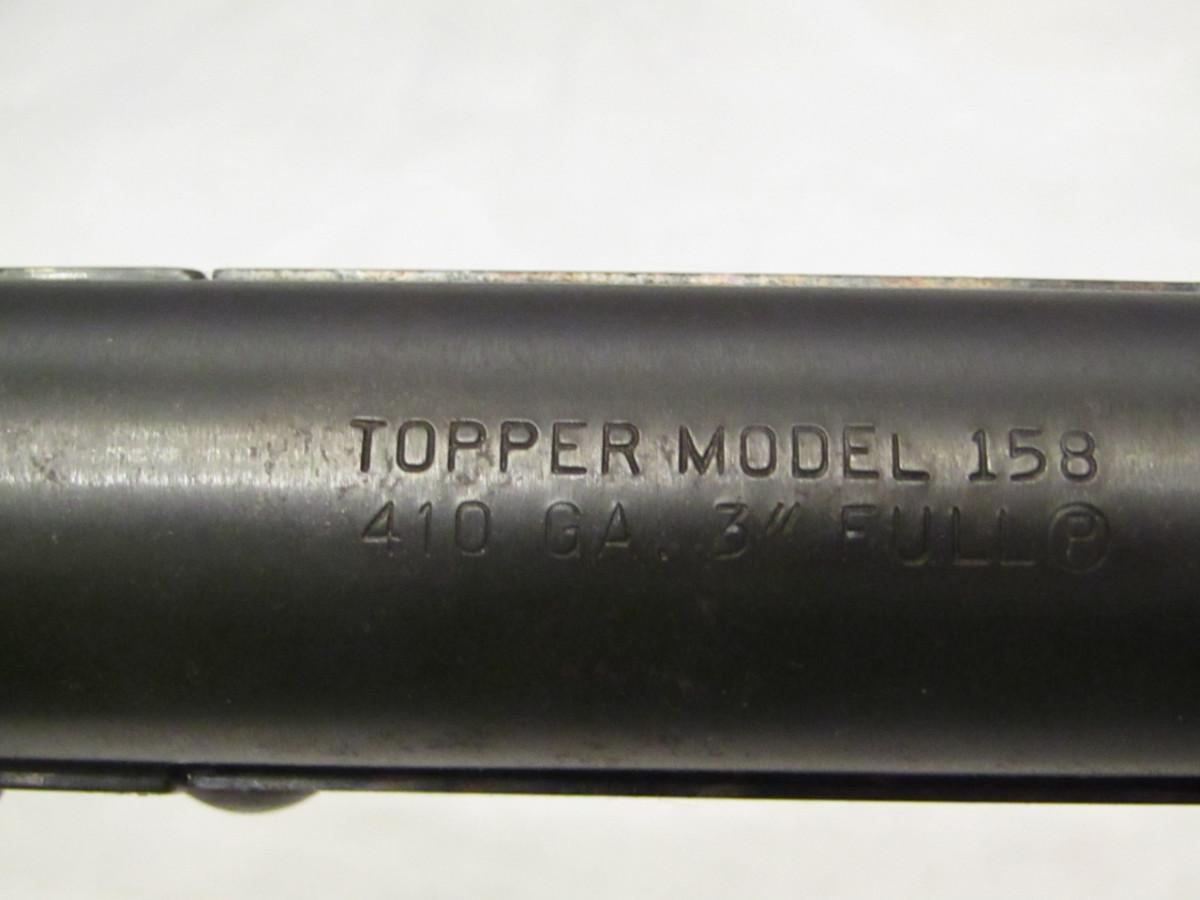 TOPPER MODEL 158
410 GA. 3" FULL Ⓟ